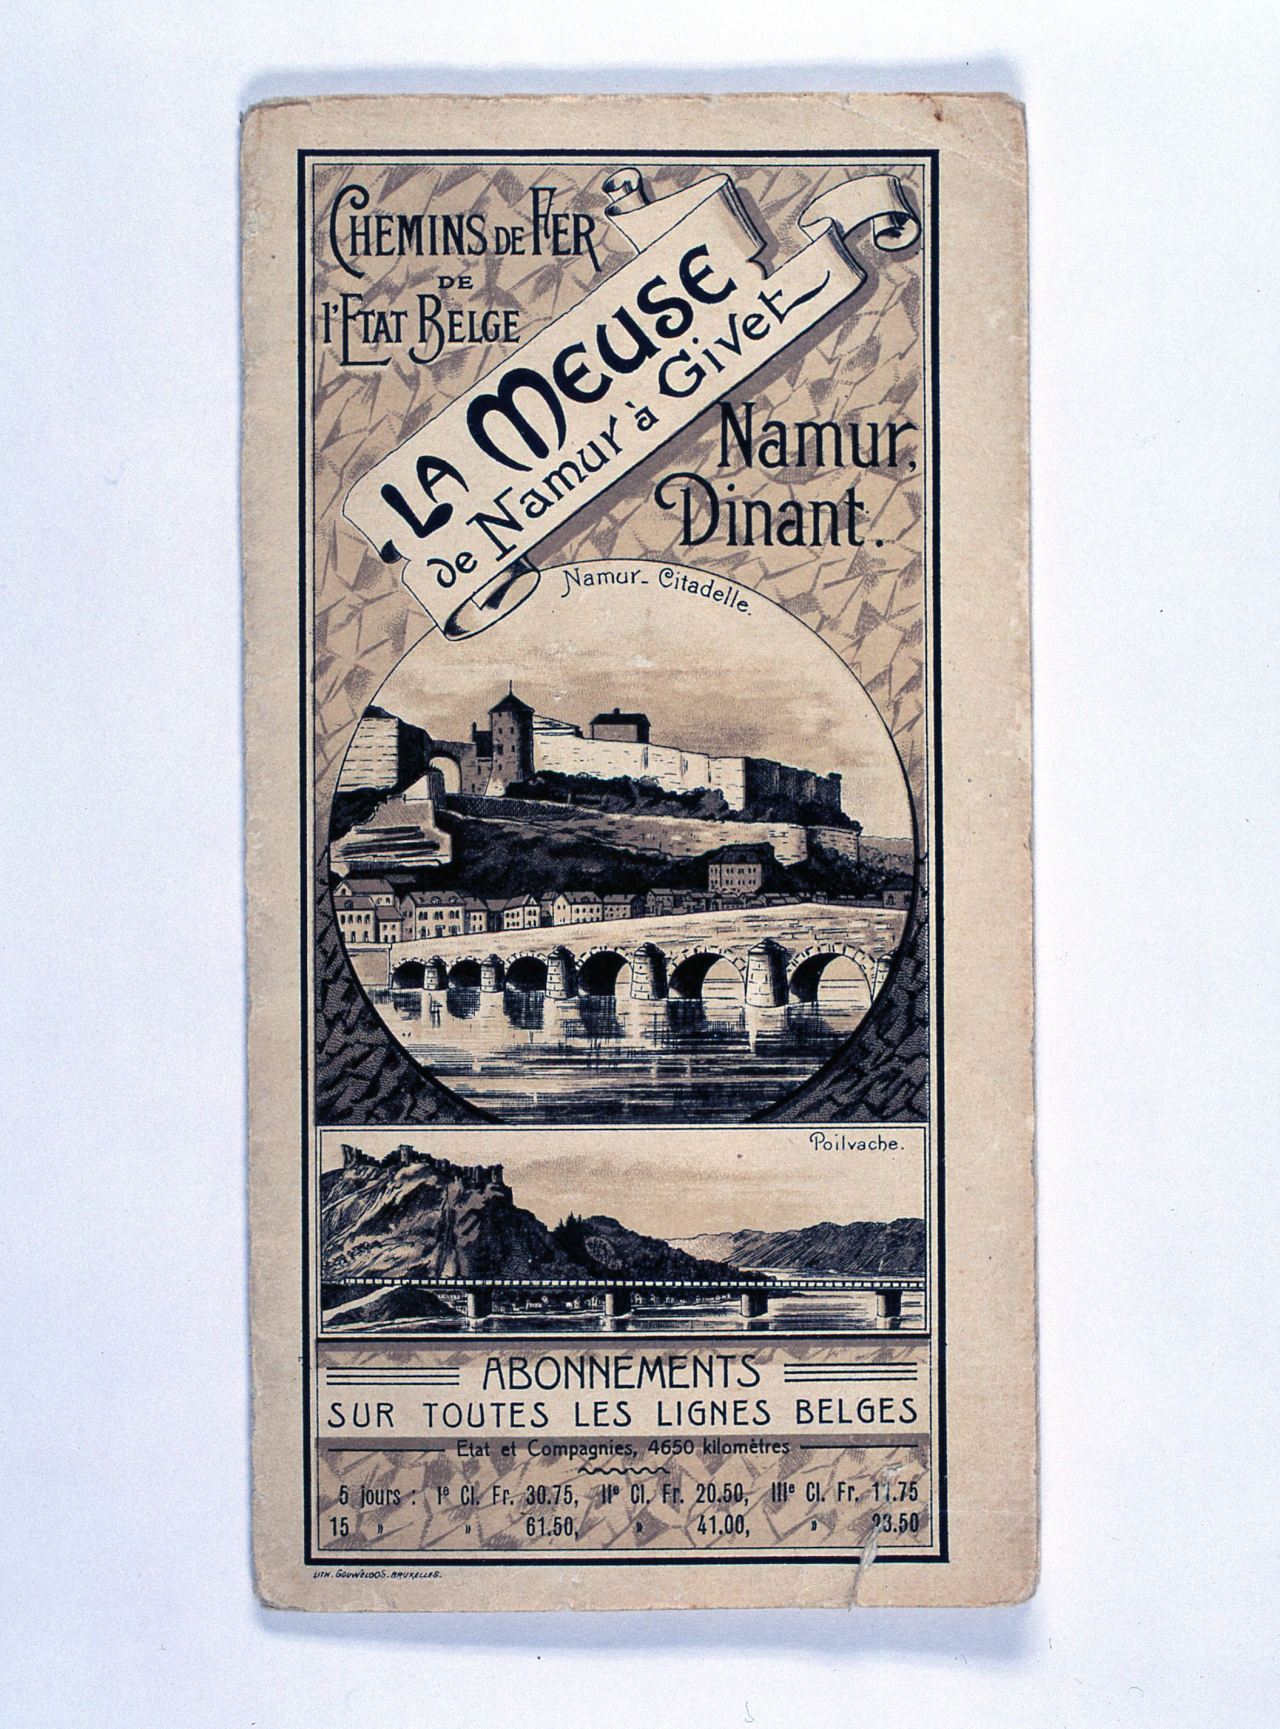 CHEMINS DE FER
DE
l'ETAT BELGE
LA MEUSE
de Namur à Givet
Namur,
Dinant.
Namur - Citadelle.
Poilvache.
ABONNEMENTS
SUR TOUTES LES LIGNES BELGES
Etat et Compagnies, 4650 kilomètres
5 jours : Iᵉ Cl. Fr. 30.75, IIᵉ Cl. Fr. 20.50, IIIᵉ Cl. Fr. 11.75
15 » » 61.50, » 41.00, » 23.50
LITH. GOUWELOOS. BRUXELLES.